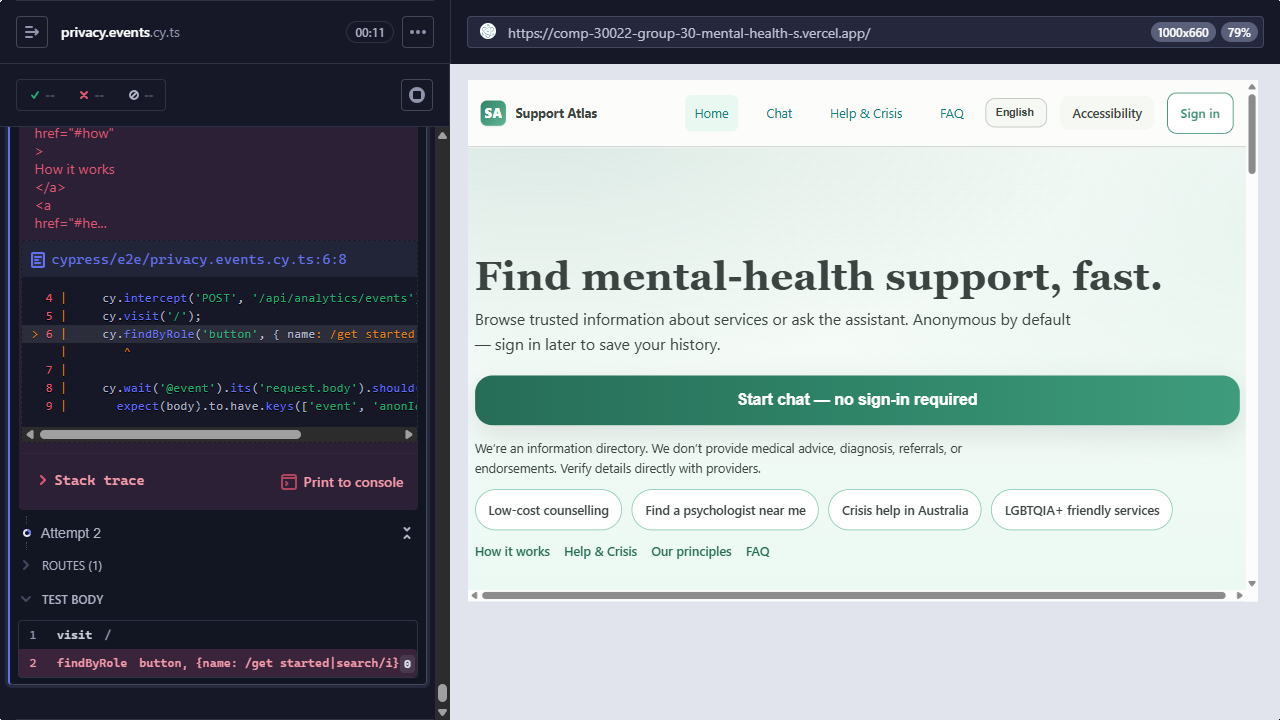 privacy.events.cy.ts
00:11
--
--
--
href="#how"
>
How it works
</a>
<a
href="#he...
cypress/e2e/privacy.events.cy.ts:6:8
4 | cy.intercept('POST', '/api/analytics/events'
5 | cy.visit('/');
> 6 | cy.findByRole('button', { name: /get started
| ^
7 |
8 | cy.wait('@event').its('request.body').should(
9 | expect(body).to.have.keys(['event', 'anonI
Stack trace
Print to console
Attempt 2
ROUTES (1)
TEST BODY
1 visit /
2 findByRole button, {name: /get started|search/i} 0
https://comp-30022-group-30-mental-health-s.vercel.app/
1000x660
79%
SA Support Atlas
Home
Chat
Help & Crisis
FAQ
English
Accessibility
Sign in
Find mental-health support, fast.
Browse trusted information about services or ask the assistant. Anonymous by default
— sign in later to save your history.
Start chat — no sign-in required
We’re an information directory. We don’t provide medical advice, diagnosis, referrals, or
endorsements. Verify details directly with providers.
Low-cost counselling
Find a psychologist near me
Crisis help in Australia
LGBTQIA+ friendly services
How it works
Help & Crisis
Our principles
FAQ